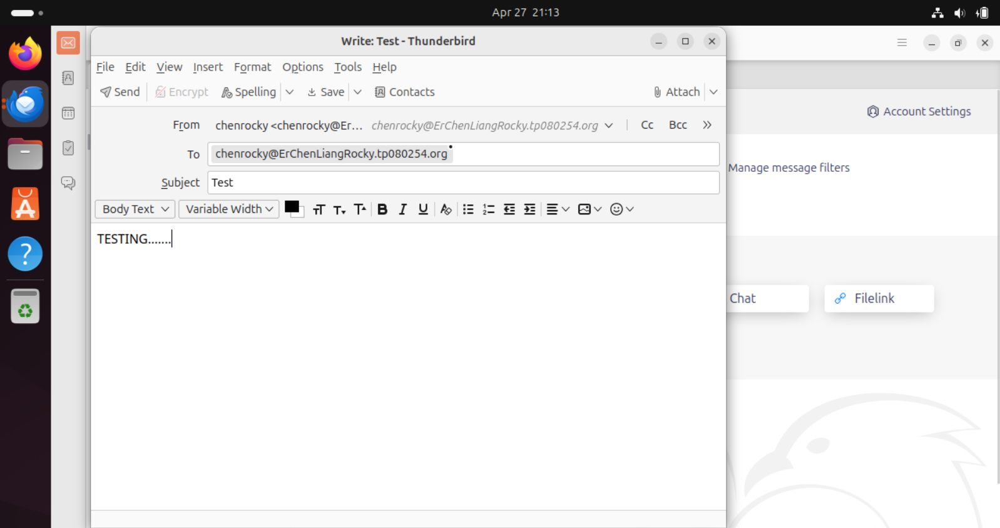 Apr 27 21:13
Write: Test - Thunderbird
File Edit View Insert Format Options Tools Help
Send Encrypt Spelling Save Contacts Attach
Account Settings
From chenrocky <chenrocky@Er... chenrocky@ErChenLiangRocky.tp080254.org Cc Bcc
To chenrocky@ErChenLiangRocky.tp080254.org
Manage message filters
Subject Test
Body Text Variable Width
TESTING.......
Chat Filelink